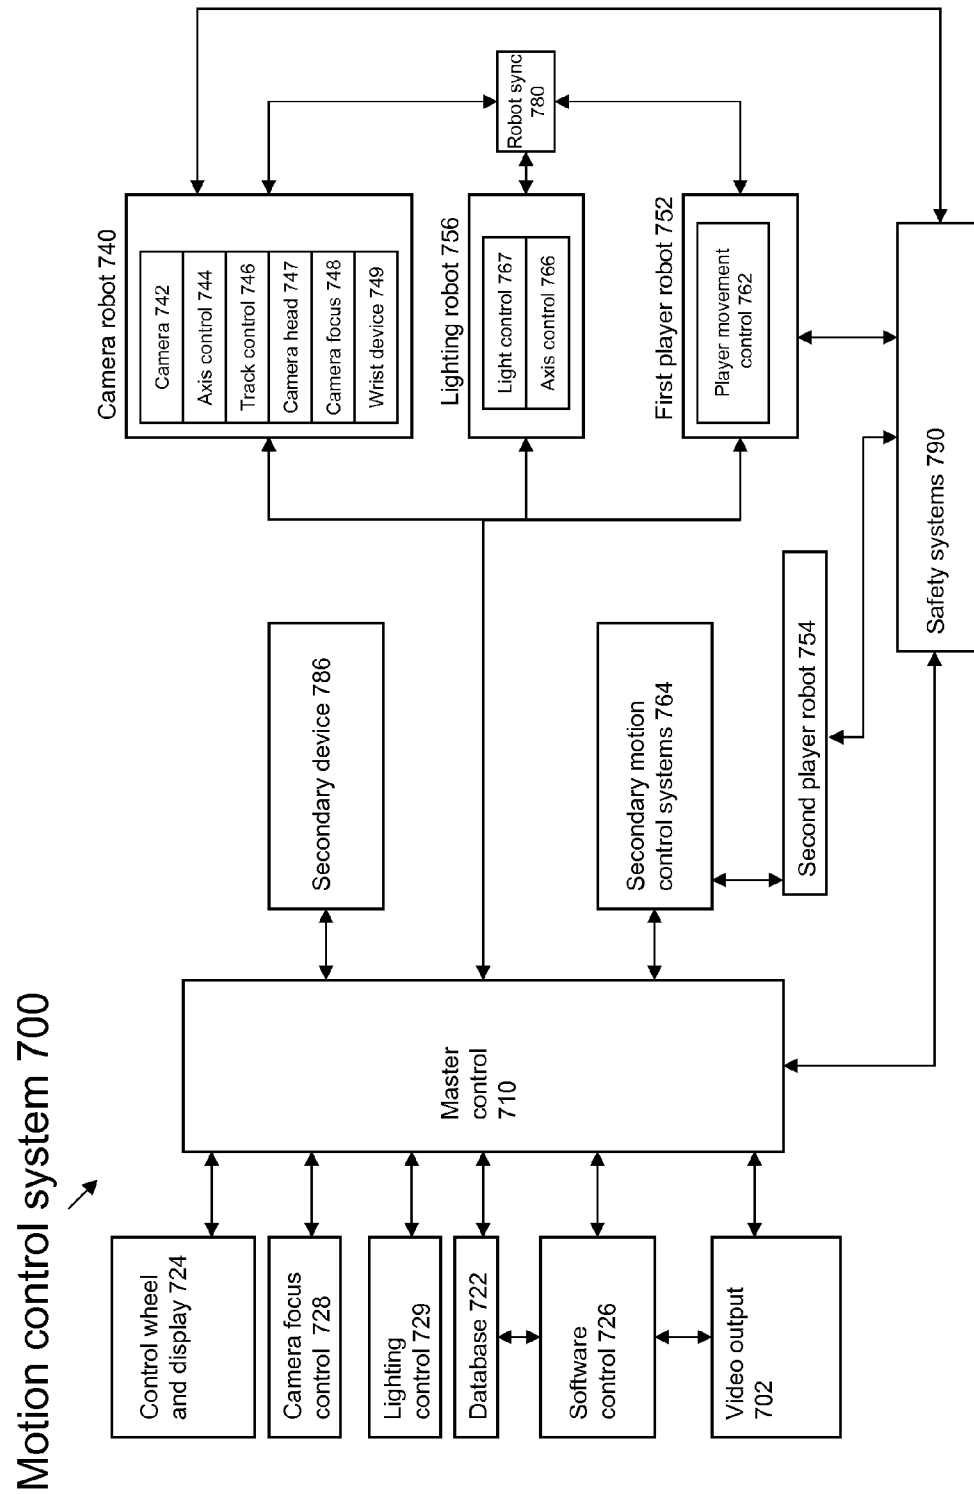 Motion control system 700
Control wheel
and display 724
Camera focus
control 728
Lighting
control 729
Database 722
Software
control 726
Video output
702
Master
control
710
Secondary device 786
Secondary motion
control systems 764
Second player robot 754
Camera robot 740
Camera 742
Axis control 744
Track control 746
Camera head 747
Camera focus 748
Wrist device 749
Lighting robot 756
Light control 767
Axis control 766
First player robot 752
Player movement
control 762
Robot sync
780
Safety systems 790